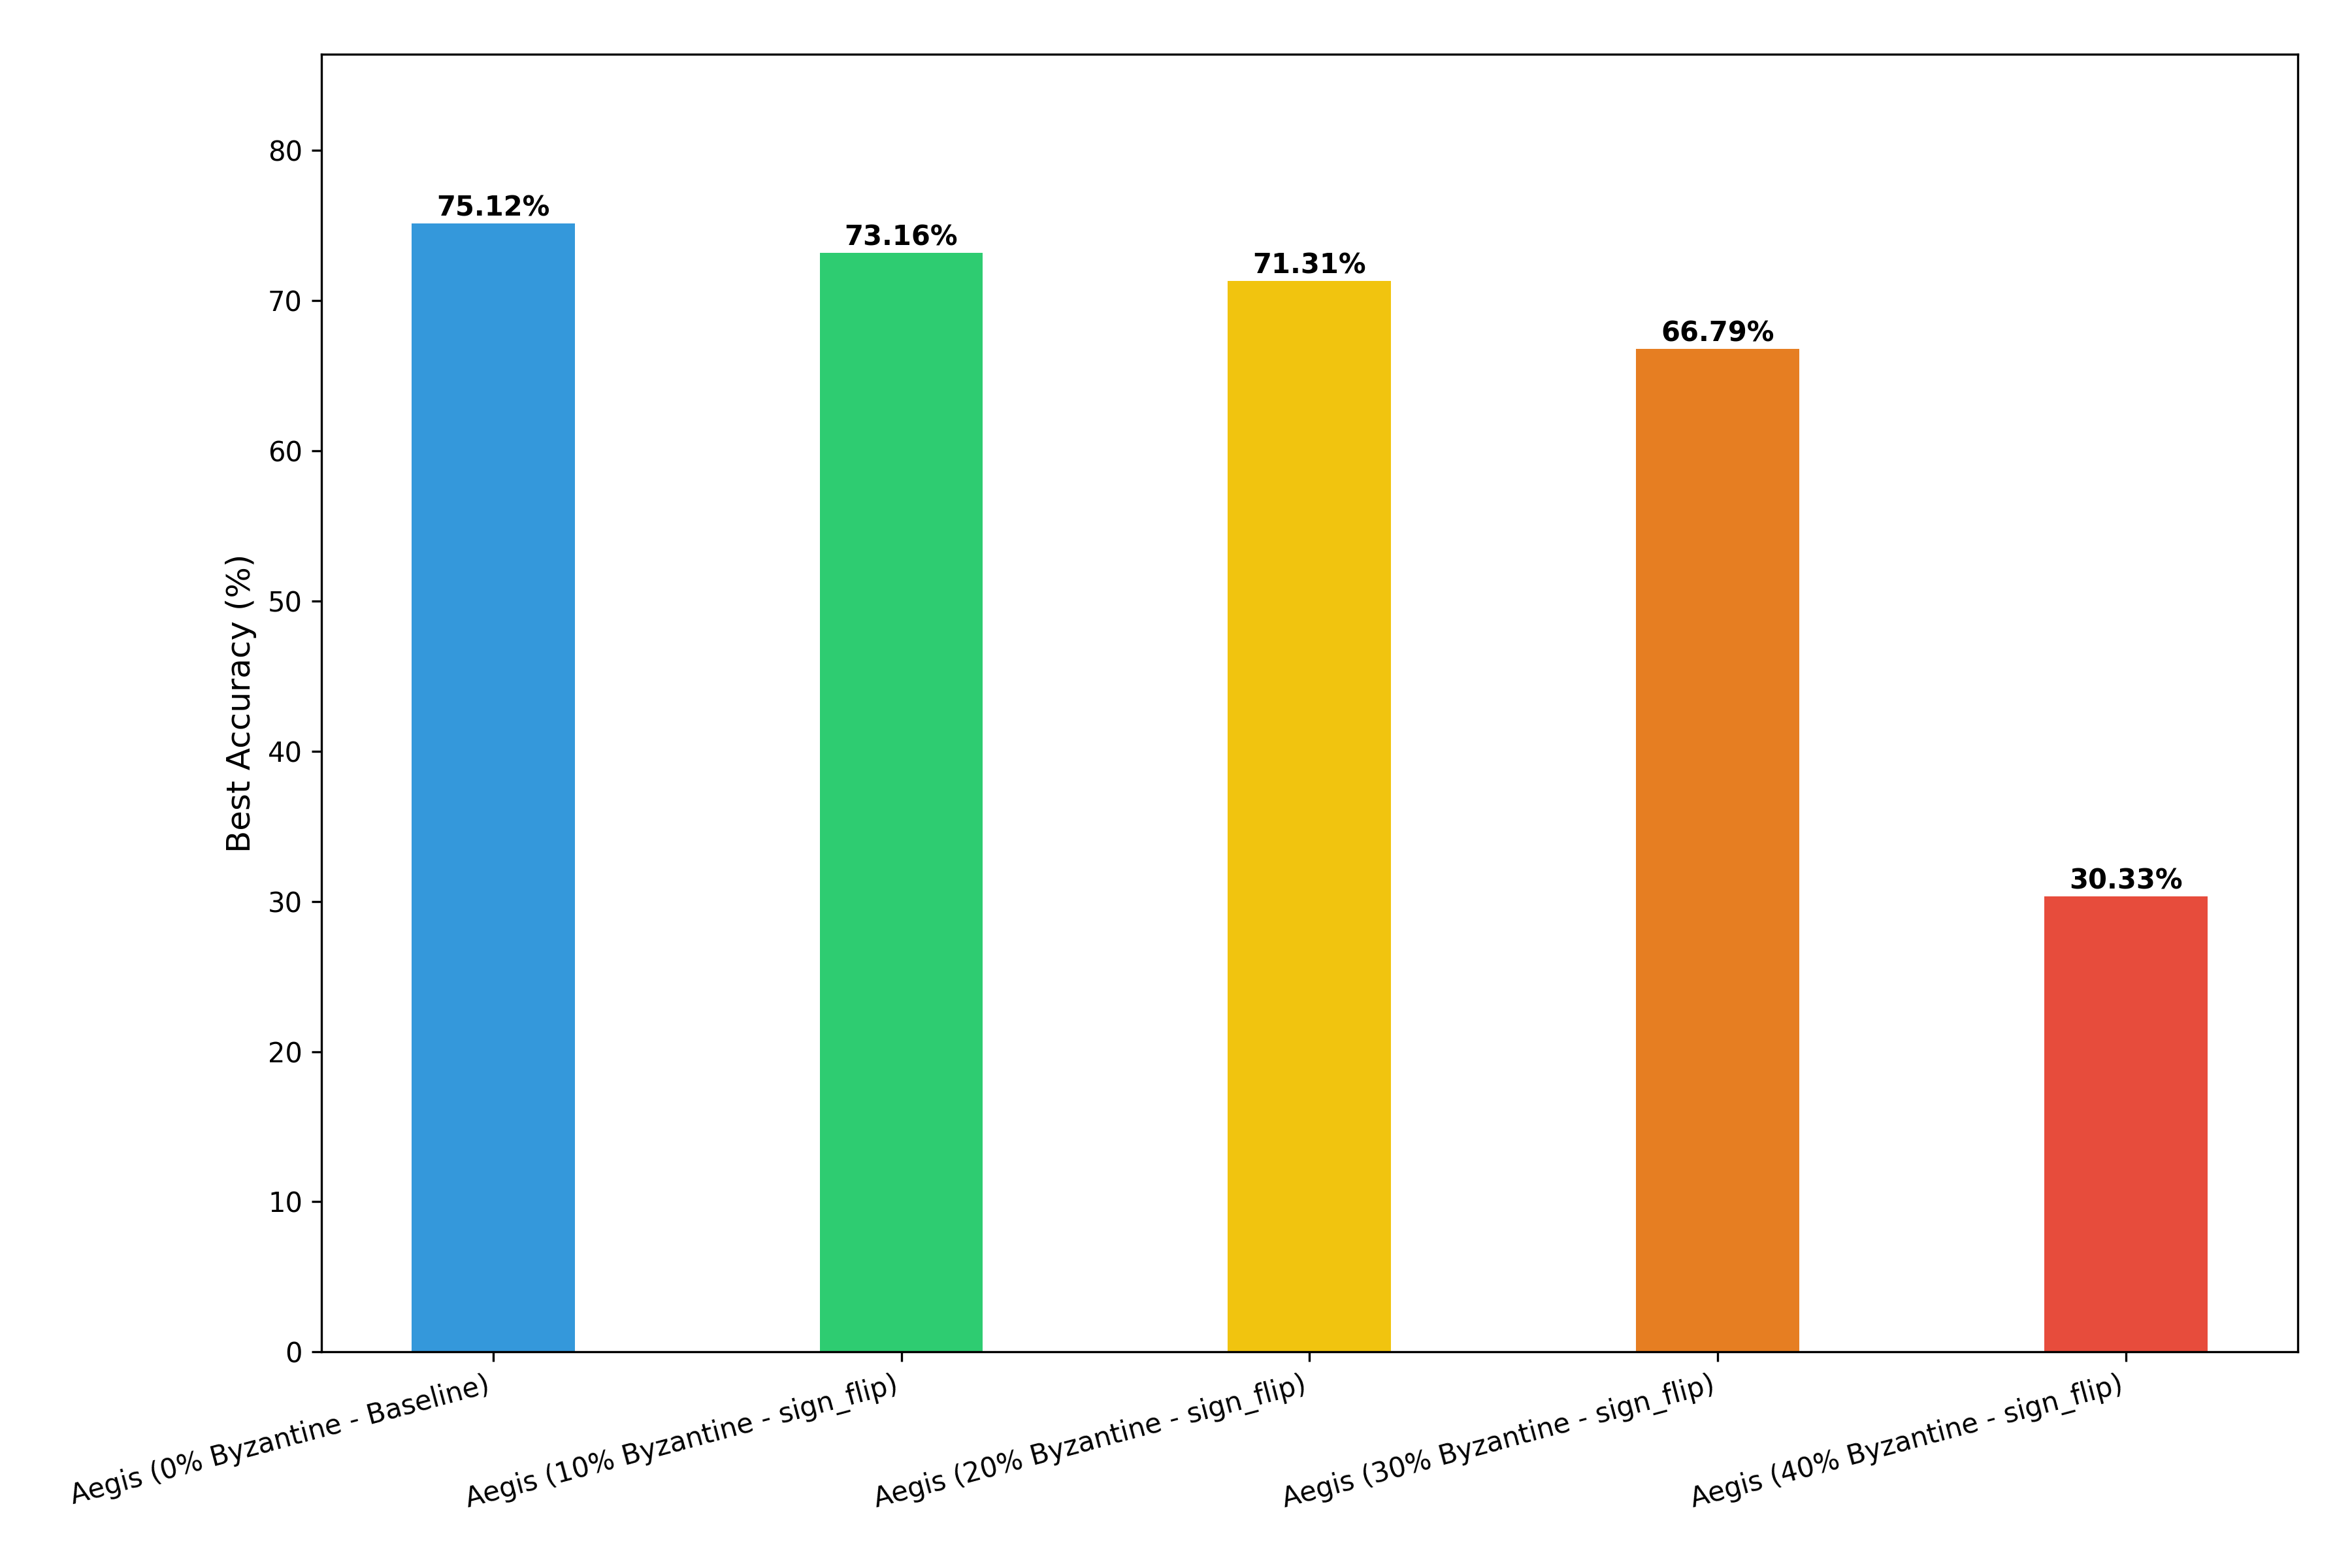 Best Accuracy (%)
80
70
60
50
40
30
20
10
0
75.12%
73.16%
71.31%
66.79%
30.33%
Aegis (0% Byzantine - Baseline)
Aegis (10% Byzantine - sign_flip)
Aegis (20% Byzantine - sign_flip)
Aegis (30% Byzantine - sign_flip)
Aegis (40% Byzantine - sign_flip)